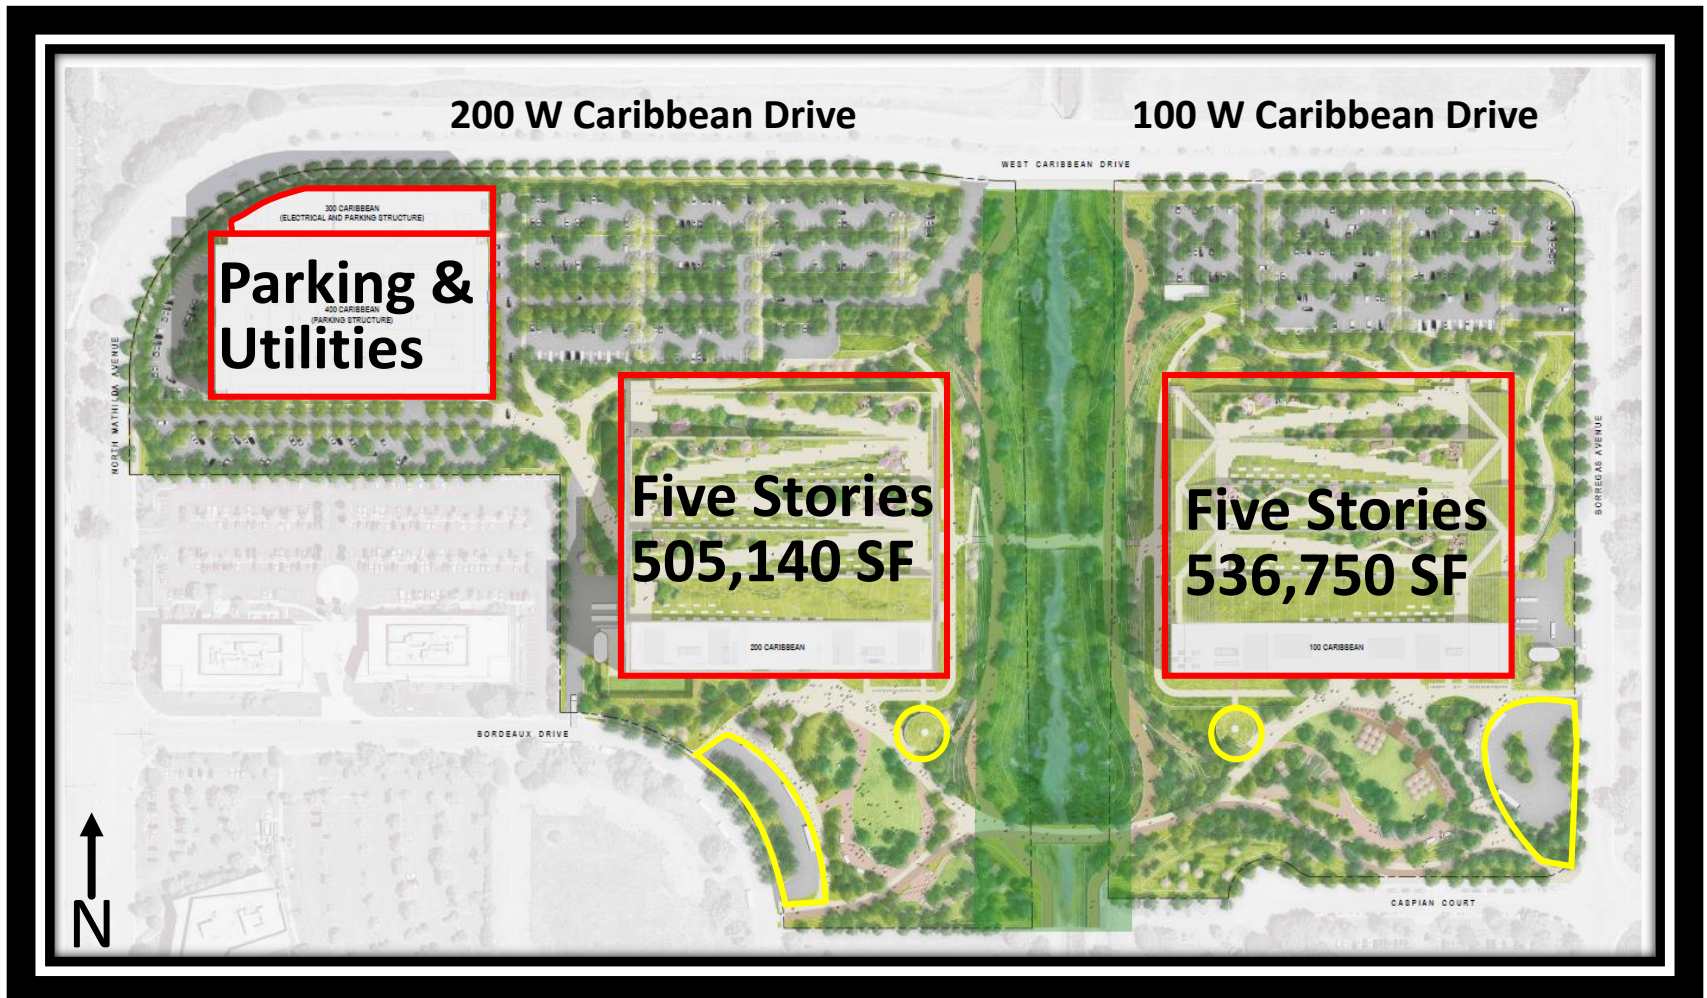 200 W Caribbean Drive
100 W Caribbean Drive
WEST CARIBBEAN DRIVE
300 CARIBBEAN
(ELECTRICAL AND PARKING STRUCTURE)
Parking &
400 CARIBBEAN
(PARKING STRUCTURE)
Utilities
NORTH MATHILDA AVENUE
Five Stories
505,140 SF
200 CARIBBEAN
Five Stories
536,750 SF
100 CARIBBEAN
BORREGAS AVENUE
BORDEAUX DRIVE
CASPIAN COURT
N